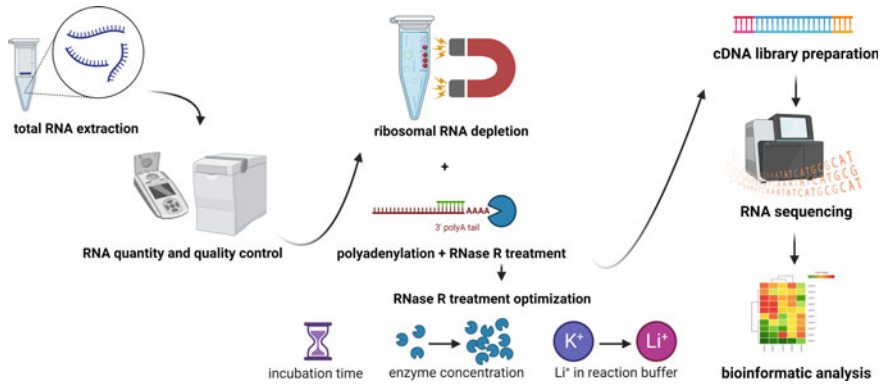 total RNA extraction
RNA quantity and quality control
ribosomal RNA depletion
+
AAAA
3' polyA tail
polyadenylation + RNase R treatment
RNase R treatment optimization
incubation time
enzyme concentration
K⁺
Li⁺
Li⁺ in reaction buffer
cDNA library preparation
RNA sequencing
bioinformatic analysis